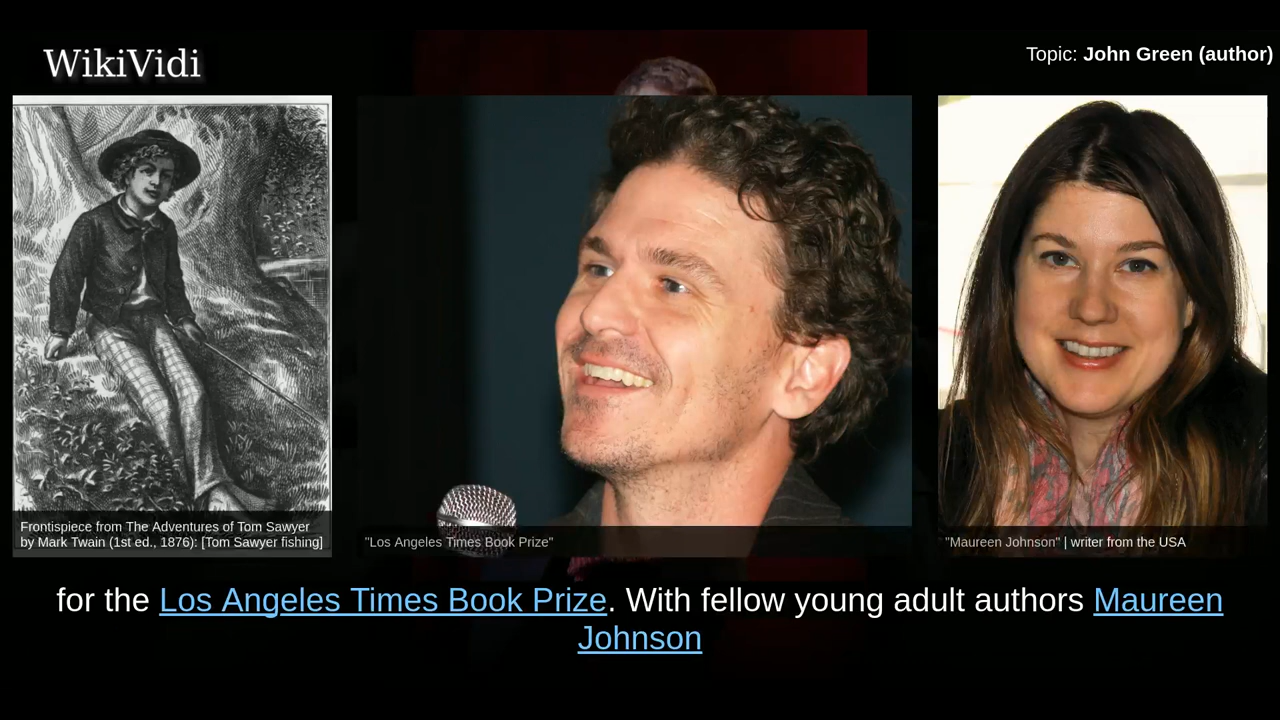 WikiVidi
Topic: John Green (author)
Frontispiece from The Adventures of Tom Sawyer
by Mark Twain (1st ed., 1876): [Tom Sawyer fishing]
"Los Angeles Times Book Prize"
"Maureen Johnson" | writer from the USA
for the Los Angeles Times Book Prize. With fellow young adult authors Maureen
Johnson